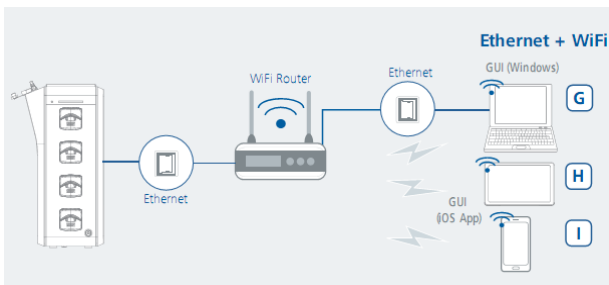 Ethernet + WiFi
GUI (Windows)
WiFi Router
Ethernet
G
H
GUI
(iOS App)
Ethernet
I